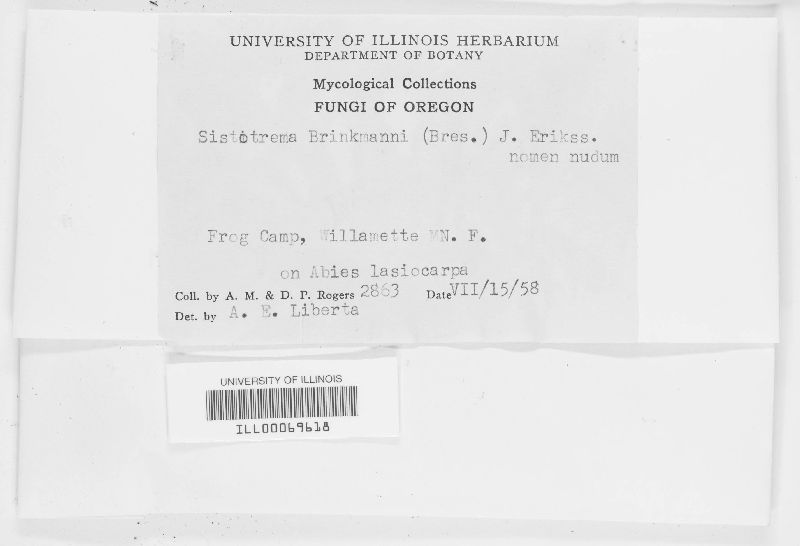 UNIVERSITY OF ILLINOIS HERBARIUM
DEPARTMENT OF BOTANY
Mycological Collections
FUNGI OF OREGON
Sistotrema Brinkmanni (Bres.) J. Erikss.
nomen nudum
Frog Camp, Willamette N. F.
on Abies lasiocarpa
Coll. by A. M. & D. P. Rogers 2863 Date VII/15/58
Det. by A. E. Liberta
UNIVERSITY OF ILLINOIS
ILL00069618